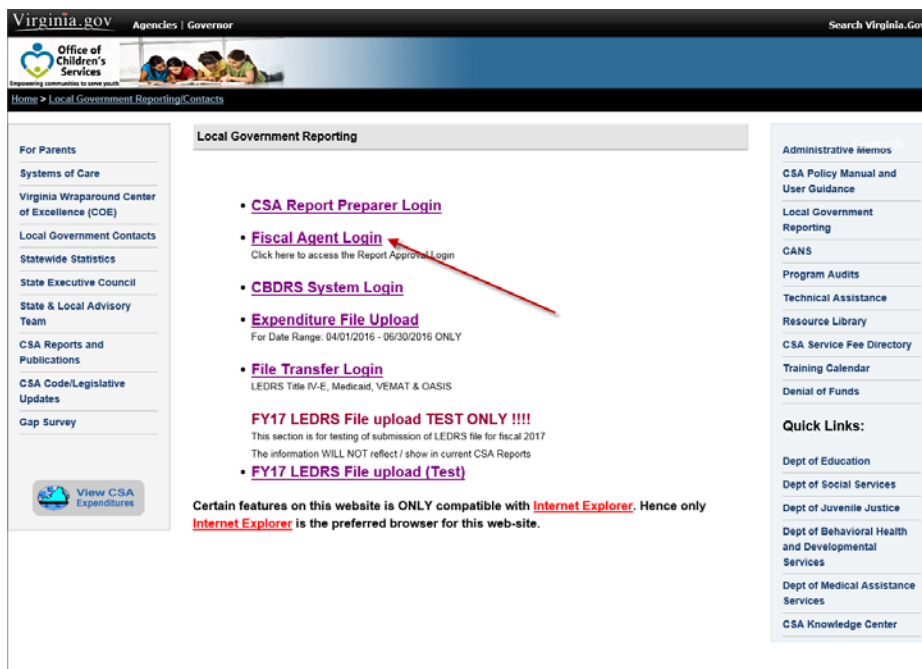 Virginia.gov Agencies | Governor Search Virginia.Gov
Office of
Children's
Services
Empowering communities to serve youth
Home > Local Government Reporting/Contacts
For Parents
Systems of Care
Virginia Wraparound Center
of Excellence (COE)
Local Government Contacts
Statewide Statistics
State Executive Council
State & Local Advisory
Team
CSA Reports and
Publications
CSA Code/Legislative
Updates
Gap Survey
View CSA
Expenditures
Local Government Reporting
• CSA Report Preparer Login
• Fiscal Agent Login
Click here to access the Report Approval Login
• CBDRS System Login
• Expenditure File Upload
For Date Range: 04/01/2016 - 06/30/2016 ONLY
• File Transfer Login
LEDRS Title IV-E, Medicaid, VEMAT & OASIS
FY17 LEDRS File upload TEST ONLY !!!!
This section is for testing of submission of LEDRS file for fiscal 2017
The information WILL NOT reflect / show in current CSA Reports
• FY17 LEDRS File upload (Test)
Certain features on this website is ONLY compatible with Internet Explorer. Hence only
Internet Explorer is the preferred browser for this web-site.
Administrative Memos
CSA Policy Manual and
User Guidance
Local Government
Reporting
CANS
Program Audits
Technical Assistance
Resource Library
CSA Service Fee Directory
Training Calendar
Denial of Funds
Quick Links:
Dept of Education
Dept of Social Services
Dept of Juvenile Justice
Dept of Behavioral Health
and Developmental
Services
Dept of Medical Assistance
Services
CSA Knowledge Center